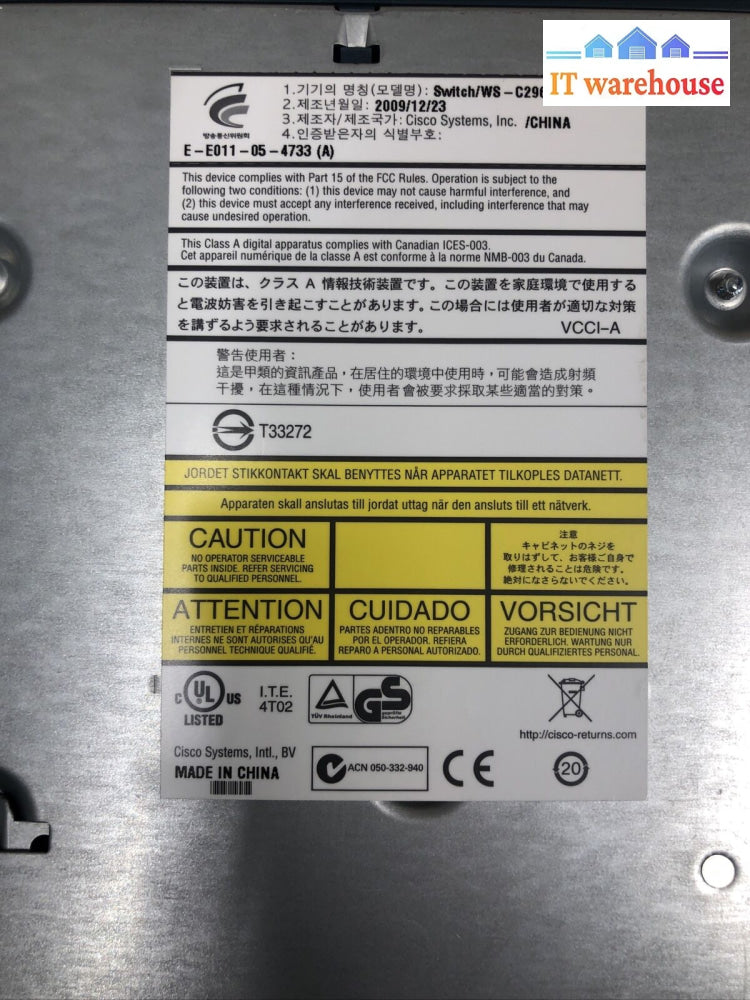 IT warehouse
1.기기의 명칭(모델명): Switch/WS-C296
2.제조년월일: 2009/12/23
3.제조자/제조국가: Cisco Systems, Inc. /CHINA
4.인증받은자의 식별부호:
방송통신위원회
E-E011-05-4733 (A)
This device complies with Part 15 of the FCC Rules. Operation is subject to the
following two conditions: (1) this device may not cause harmful interference, and
(2) this device must accept any interference received, including interference that may
cause undesired operation.
This Class A digital apparatus complies with Canadian ICES-003.
Cet appareil numérique de la classe A est conforme à la norme NMB-003 du Canada.
この装置は、クラス A 情報技術装置です。この装置を家庭環境で使用する
と電波妨害を引き起こすことがあります。この場合には使用者が適切な対策
を講ずるよう要求されることがあります。 VCCI-A
警告使用者：
這是甲類的資訊產品，在居住的環境中使用時，可能會造成射頻
干擾，在這種情況下，使用者會被要求採取某些適當的對策。
T33272
JORDET STIKKONTAKT SKAL BENYTTES NÅR APPARATET TILKOPLES DATANETT.
Apparaten skall anslutas till jordat uttag när den ansluts till ett nätverk.
CAUTION
NO OPERATOR SERVICEABLE
PARTS INSIDE. REFER SERVICING
TO QUALIFIED PERSONNEL.
注意
キャビネットのネジを
取りはずして、お客様ご自身で
修理されることは危険です。
絶対になさらないでください。
ATTENTION
ENTRETIEN ET RÉPARATIONS
INTERNES NE SONT AUTORISES QU'AU
PERSONNEL TECHNIQUE QUALIFIÉ.
CUIDADO
PARTES ADENTRO NO REPARABLES
POR EL OPERADOR. REFIERA
REPARO A PERSONAL AUTORIZADO.
VORSICHT
ZUGANG ZUR BEDIENUNG NICHT
ERFORDERLICH. WARTUNG NUR
DURCH QUALIFIZIERTES PERSONAL.
C UL US
LISTED
I.T.E.
4T02
TÜV Rheinland
GS
geprüfte
Sicherheit
http://cisco-returns.com
Cisco Systems, Intl., BV
MADE IN CHINA
ACN 050-332-940
CE
20